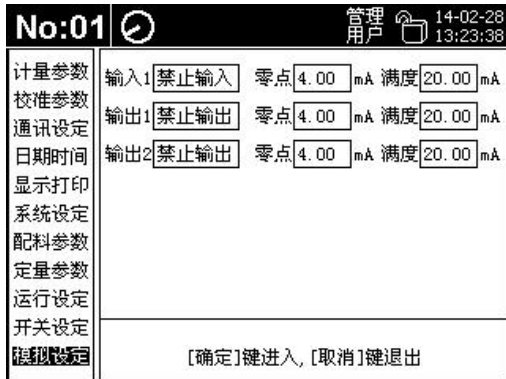 No:01
管理用户
14-02-28
13:23:38
计量参数
校准参数
通讯设定
日期时间
显示打印
系统设定
配料参数
定量参数
运行设定
开关设定
模拟设定
输入1 禁止输入 零点 4.00 mA 满度 20.00 mA
输出1 禁止输出 零点 4.00 mA 满度 20.00 mA
输出2 禁止输出 零点 4.00 mA 满度 20.00 mA
[确定]键进入, [取消]键退出